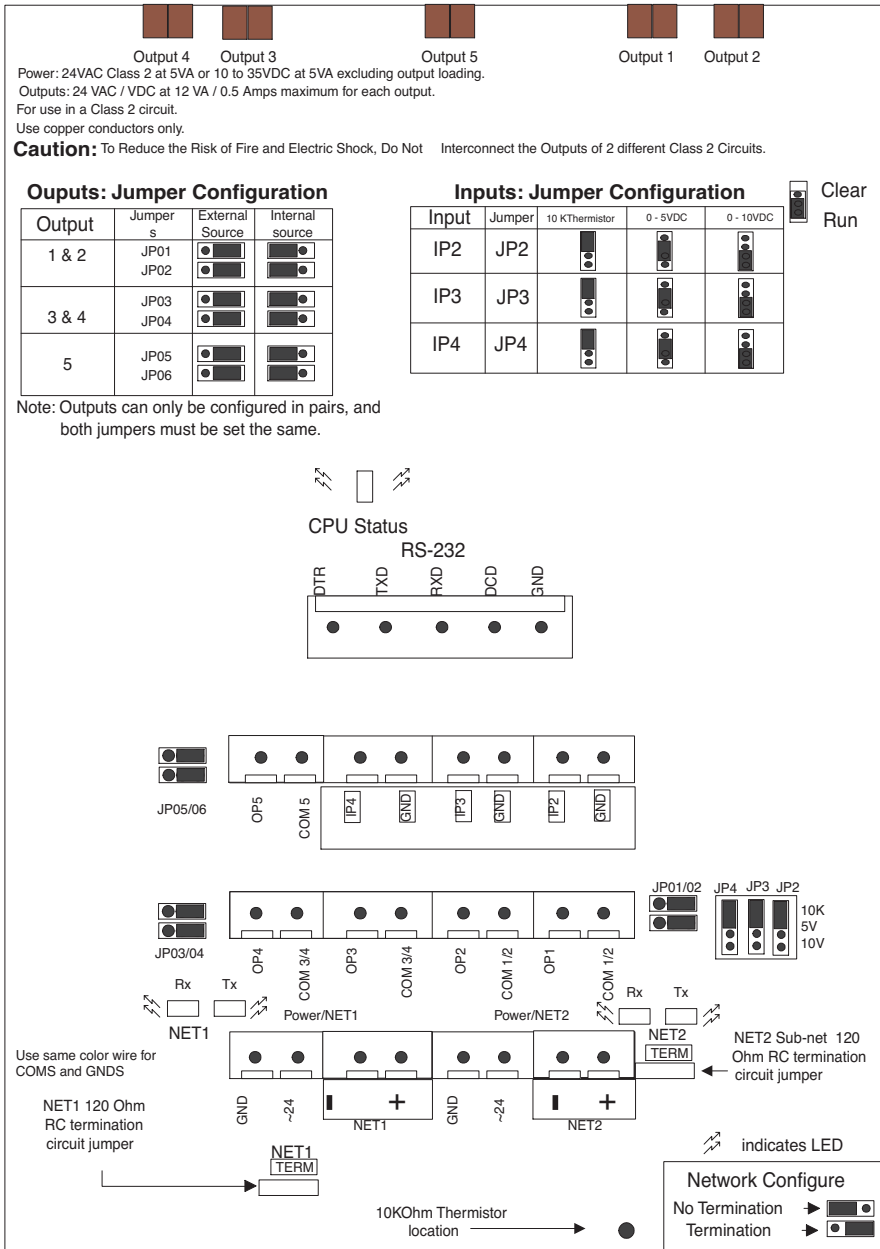 Output 4 Output 3 Output 5 Output 1 Output 2
Power: 24VAC Class 2 at 5VA or 10 to 35VDC at 5VA excluding output loading.
Outputs: 24 VAC / VDC at 12 VA / 0.5 Amps maximum for each output.
For use in a Class 2 circuit.
Use copper conductors only.
Caution: To Reduce the Risk of Fire and Electric Shock, Do Not Interconnect the Outputs of 2 different Class 2 Circuits.
Ouputs: Jumper Configuration
Output Jumper s External Source Internal source
1 & 2 JP01
JP02
3 & 4 JP03
JP04
5 JP05
JP06
Note: Outputs can only be configured in pairs, and
both jumpers must be set the same.
Inputs: Jumper Configuration
Input Jumper 10 KThermistor 0 - 5VDC 0 - 10VDC
IP2 JP2
IP3 JP3
IP4 JP4
Clear
Run
CPU Status
RS-232
DTR TXD RXD DCD GND
JP05/06
OP5 COM 5 IP4 GND IP3 GND IP2 GND
JP01/02 JP4 JP3 JP2
10K
5V
10V
JP03/04
OP4 COM 3/4 OP3 COM 3/4 OP2 COM 1/2 OP1 COM 1/2
Rx Tx
NET1
Power/NET1 Power/NET2
Rx Tx
NET2
TERM
NET2 Sub-net 120
Ohm RC termination
circuit jumper
Use same color wire for
COMS and GNDS
GND ~24 - + GND ~24 - +
NET1 NET2
NET1 120 Ohm
RC termination
circuit jumper
NET1
TERM
indicates LED
10KOhm Thermistor
location
Network Configure
No Termination
Termination